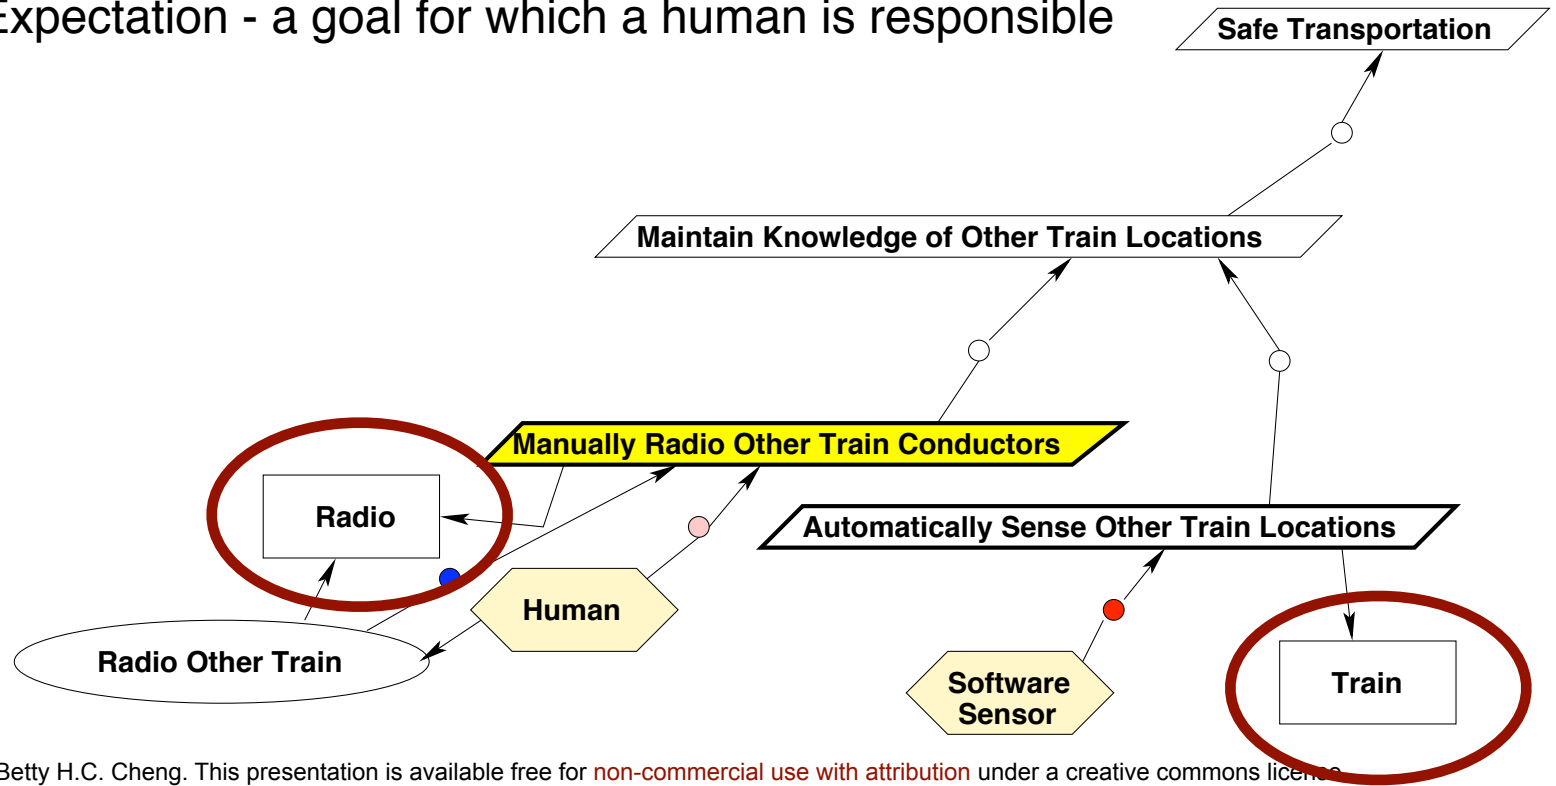 Expectation - a goal for which a human is responsible
Safe Transportation
Maintain Knowledge of Other Train Locations
Manually Radio Other Train Conductors
Radio
Automatically Sense Other Train Locations
Human
Radio Other Train
Software
Sensor
Train
Betty H.C. Cheng. This presentation is available free for non-commercial use with attribution under a creative commons license.